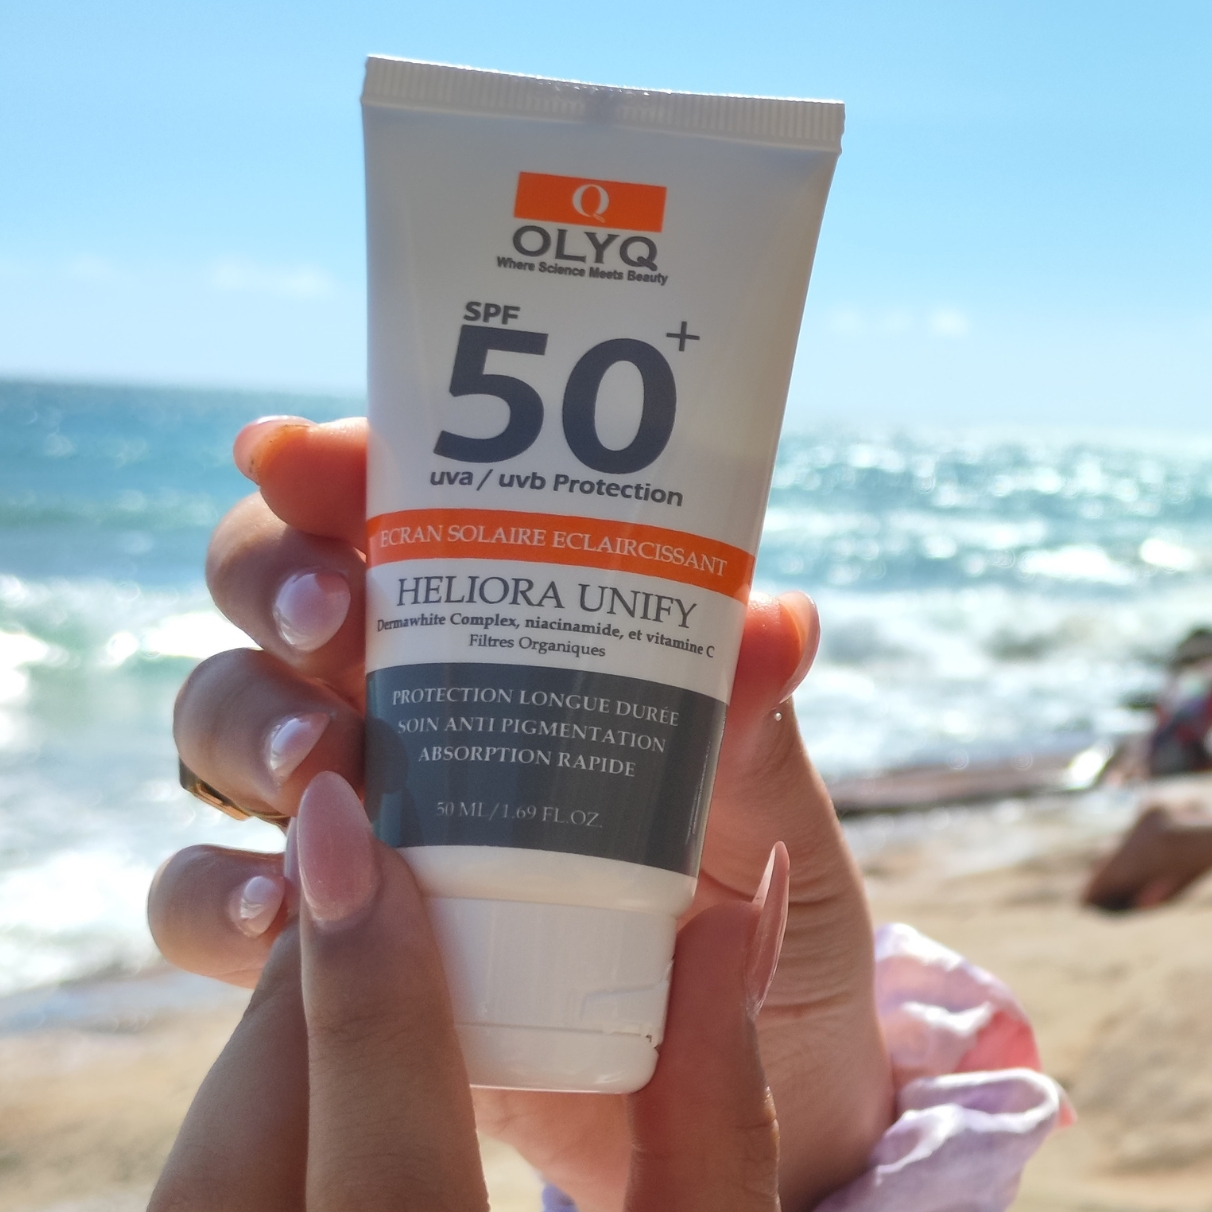 Q
OLYQ
Where Science Meets Beauty
SPF
50+
uva / uvb Protection
ECRAN SOLAIRE ECLAIRCISSANT
HELIORA UNIFY
Dermawhite Complex, niacinamide, et vitamine C
Filtres Organiques
PROTECTION LONGUE DURÉE
SOIN ANTI PIGMENTATION
ABSORPTION RAPIDE
50 ML/1.69 FL.OZ.